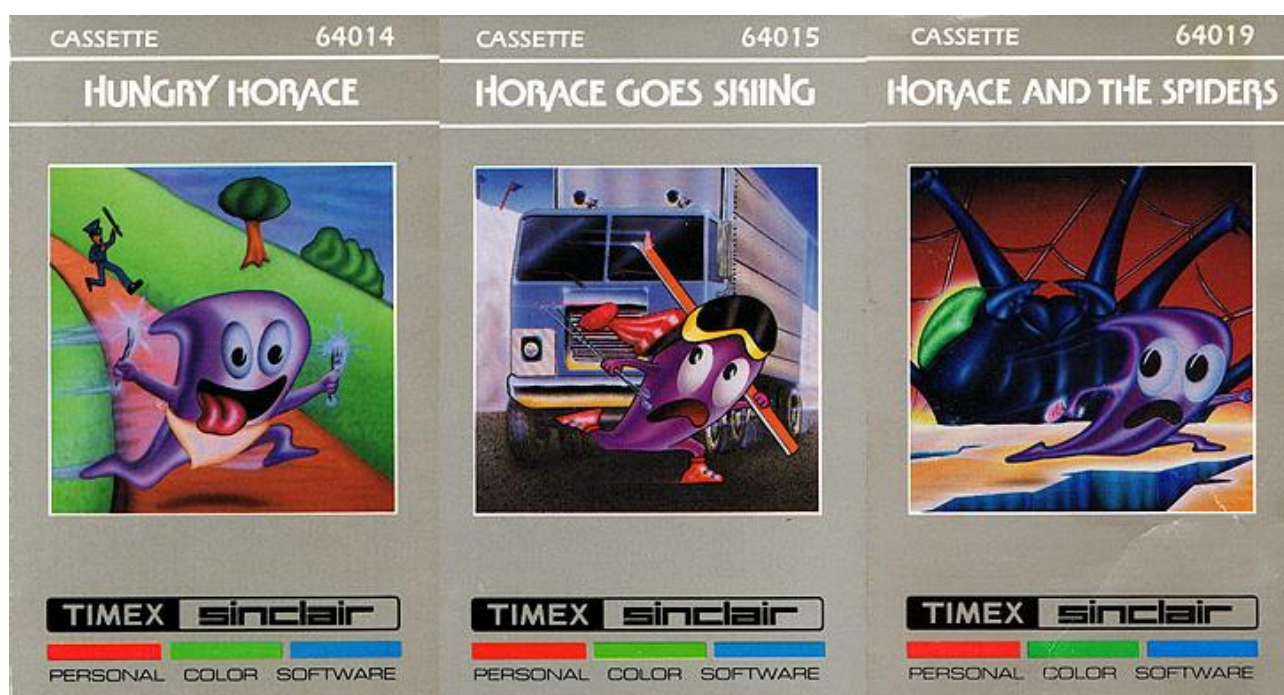 CASSETTE 64014
HUNGRY HORACE
TIMEX sinclair
PERSONAL COLOR SOFTWARE
CASSETTE 64015
HORACE GOES SKIING
TIMEX sinclair
PERSONAL COLOR SOFTWARE
CASSETTE 64019
HORACE AND THE SPIDERS
TIMEX sinclair
PERSONAL COLOR SOFTWARE